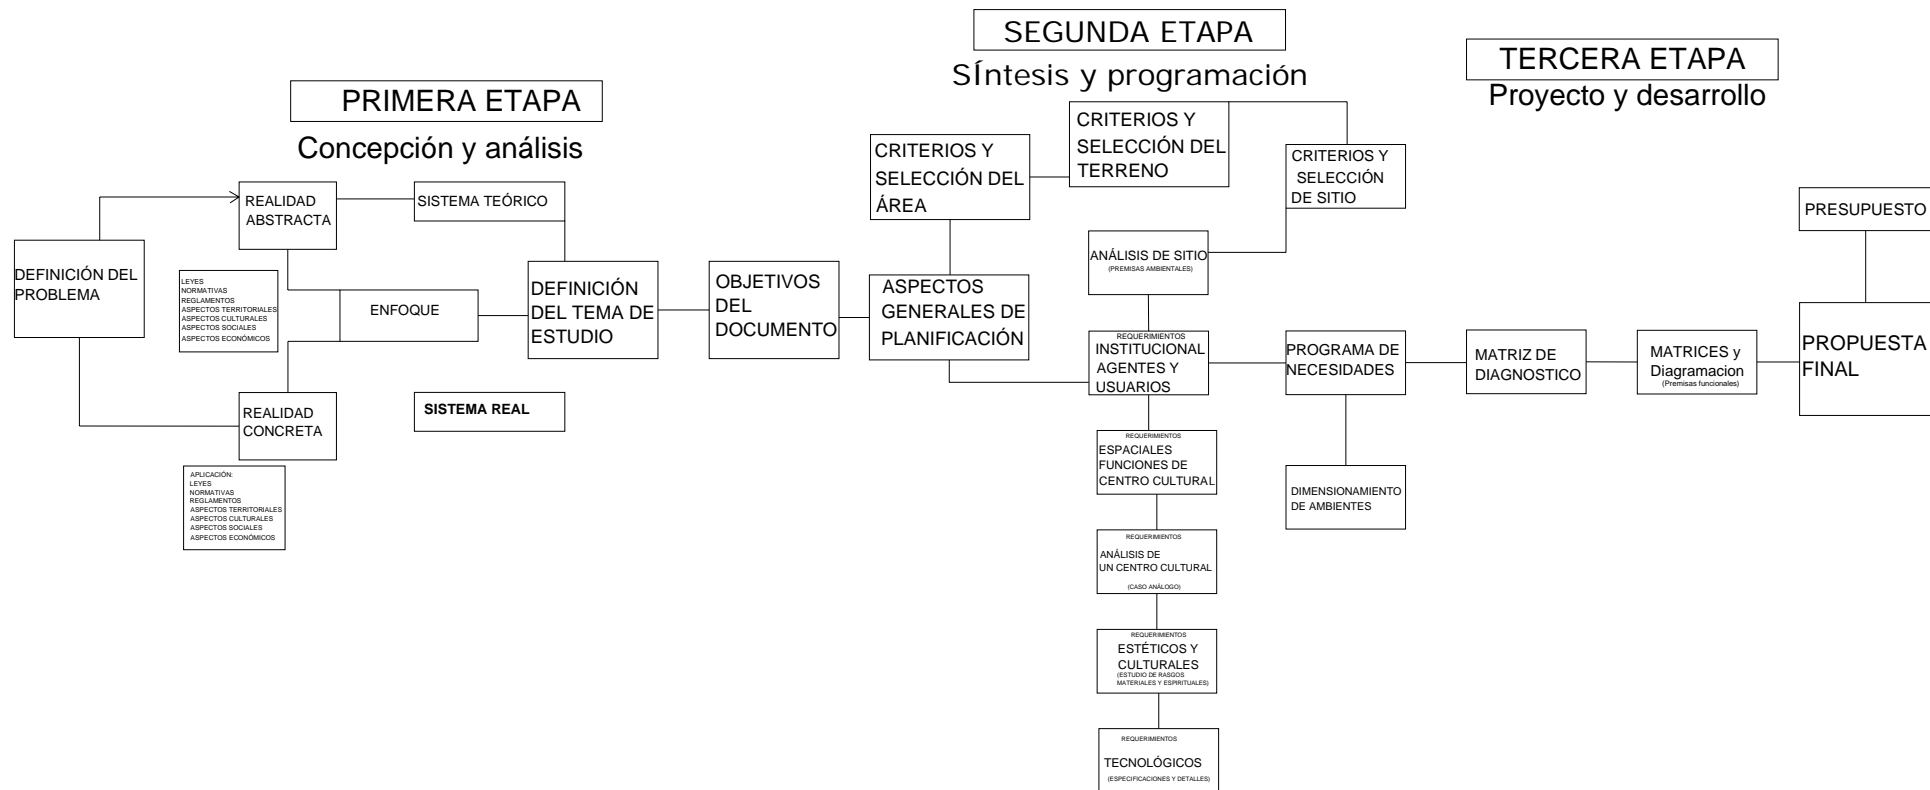 PRIMERA ETAPA
Concepción y análisis
DEFINICIÓN DEL
PROBLEMA
REALIDAD
ABSTRACTA
SISTEMA TEÓRICO
LEYES
NORMATIVAS
REGLAMENTOS
ASPECTOS TERRITORIALES
ASPECTOS CULTURALES
ASPECTOS SOCIALES
ASPECTOS ECONÓMICOS
ENFOQUE
REALIDAD
CONCRETA
SISTEMA REAL
APLICACIÓN:
LEYES
NORMATIVAS
REGLAMENTOS
ASPECTOS TERRITORIALES
ASPECTOS CULTURALES
ASPECTOS SOCIALES
ASPECTOS ECONÓMICOS
DEFINICIÓN
DEL TEMA DE
ESTUDIO
OBJETIVOS
DEL
DOCUMENTO
SEGUNDA ETAPA
SÍntesis y programación
ASPECTOS
GENERALES DE
PLANIFICACIÓN
CRITERIOS Y
SELECCIÓN DEL
ÁREA
CRITERIOS Y
SELECCIÓN DEL
TERRENO
CRITERIOS Y
SELECCIÓN
DE SITIO
ANÁLISIS DE SITIO
(PREMISAS AMBIENTALES)
REQUERIMIENTOS
INSTITUCIONAL
AGENTES Y
USUARIOS
REQUERIMIENTOS
ESPACIALES
FUNCIONES DE
CENTRO CULTURAL
REQUERIMIENTOS
ANÁLISIS DE
UN CENTRO CULTURAL
(CASO ANÁLOGO)
REQUERIMIENTOS
ESTÉTICOS Y
CULTURALES
(ESTUDIO DE RASGOS
MATERIALES Y ESPIRITUALES)
REQUERIMIENTOS
TECNOLÓGICOS
(ESPECIFICACIONES Y DETALLES)
PROGRAMA DE
NECESIDADES
DIMENSIONAMIENTO
DE AMBIENTES
TERCERA ETAPA
Proyecto y desarrollo
MATRIZ DE
DIAGNOSTICO
MATRICES y
Diagramacion
(Premisas funcionales)
PRESUPUESTO
PROPUESTA
FINAL